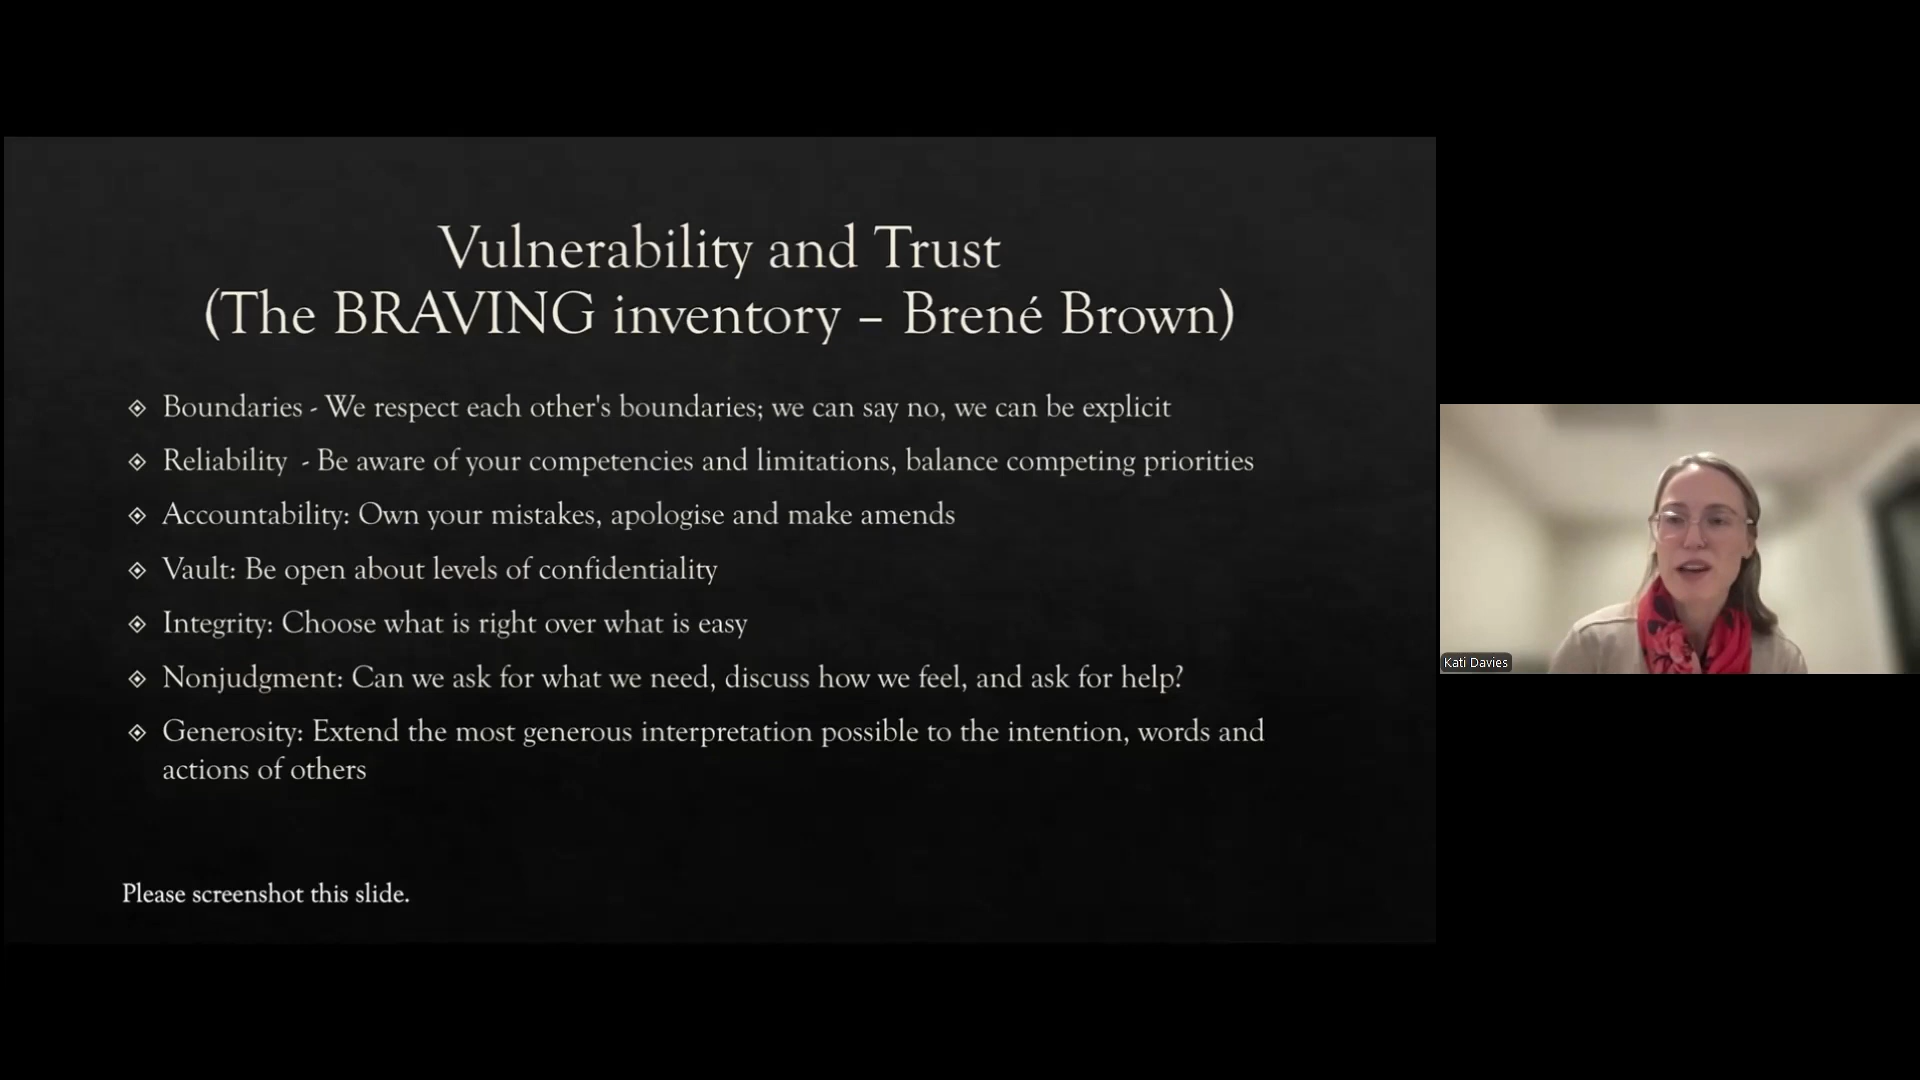 Vulnerability and Trust
(The BRAVING inventory – Brené Brown)
Boundaries - We respect each other's boundaries; we can say no, we can be explicit
Reliability  - Be aware of your competencies and limitations, balance competing priorities
Accountability: Own your mistakes, apologise and make amends
Vault: Be open about levels of confidentiality
Integrity: Choose what is right over what is easy
Nonjudgment: Can we ask for what we need, discuss how we feel, and ask for help?
Generosity: Extend the most generous interpretation possible to the intention, words and
actions of others
Please screenshot this slide.
Kati Davies